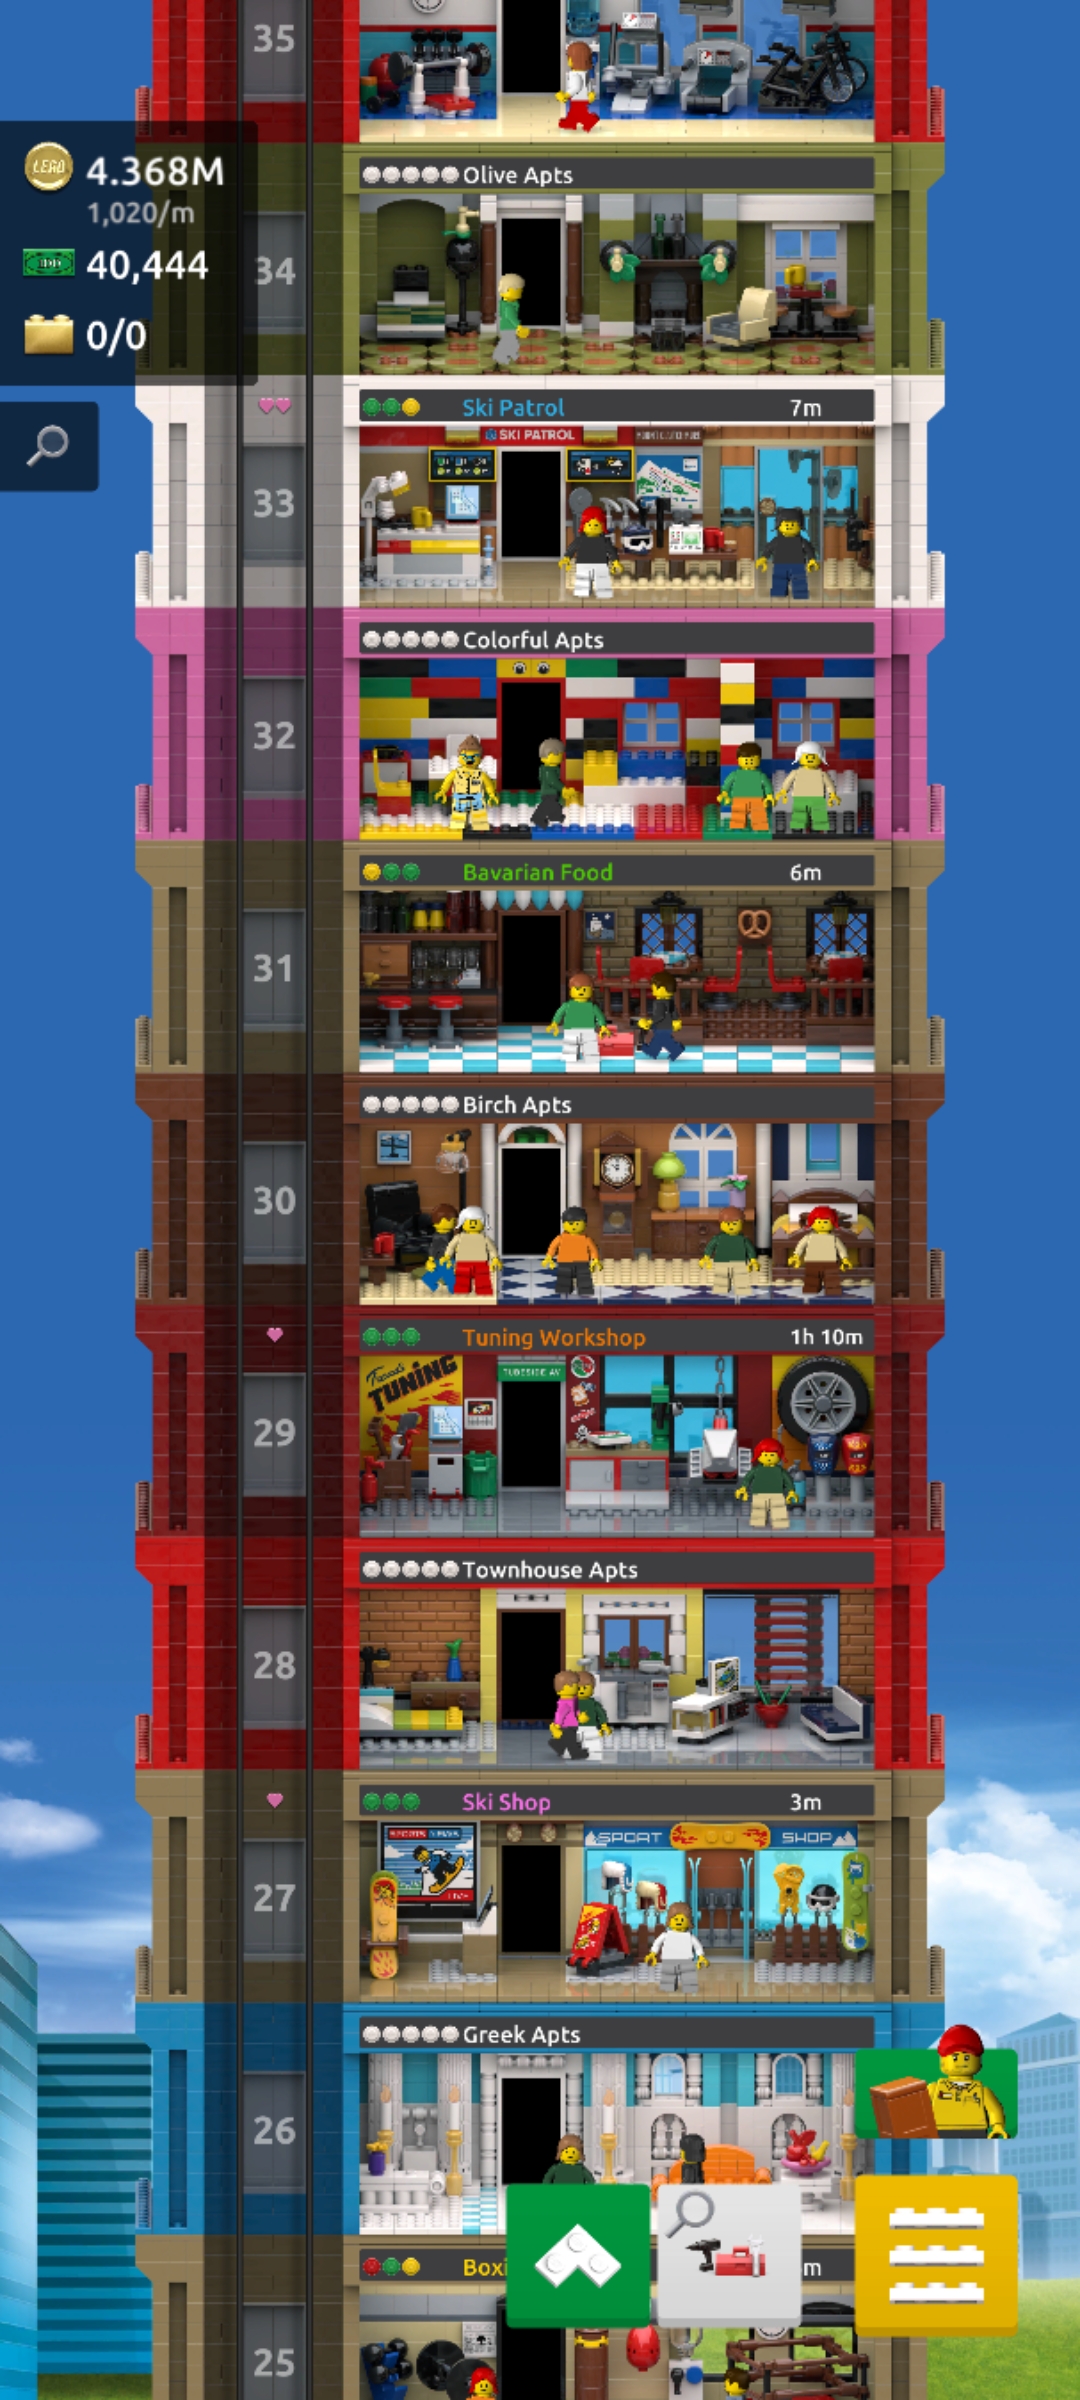 35
LEGO
4.368M
1,020/m
40,444
0/0
Olive Apts
34
Ski Patrol 7m
SKI PATROL
33
Colorful Apts
32
Bavarian Food 6m
31
Birch Apts
30
Tuning Workshop 1h 10m
TUNING
29
Townhouse Apts
28
Ski Shop 3m
SPORT SHOP
27
Greek Apts
26
Boxi
m
25